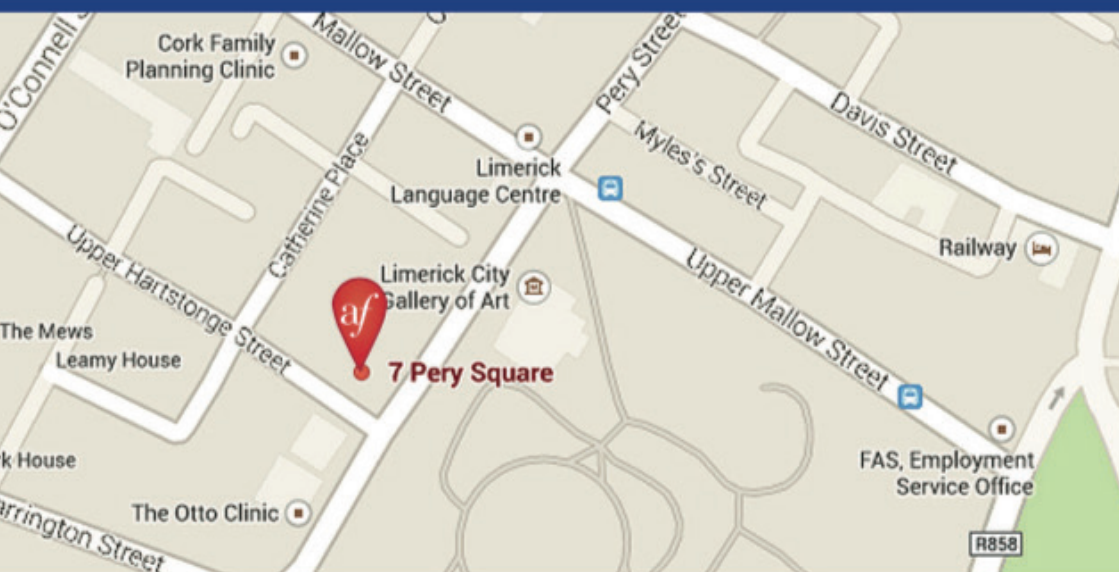 O'Connell S
Cork Family
Planning Clinic
Mallow Street
Pery Street
Davis Street
Myles's Street
Limerick
Language Centre
Catherine Place
Upper Hartstonge Street
Limerick City
Gallery of Art
Upper Mallow Street
Railway
af
7 Pery Square
The Mews
Leamy House
k House
The Otto Clinic
arrington Street
FAS, Employment
Service Office
R858